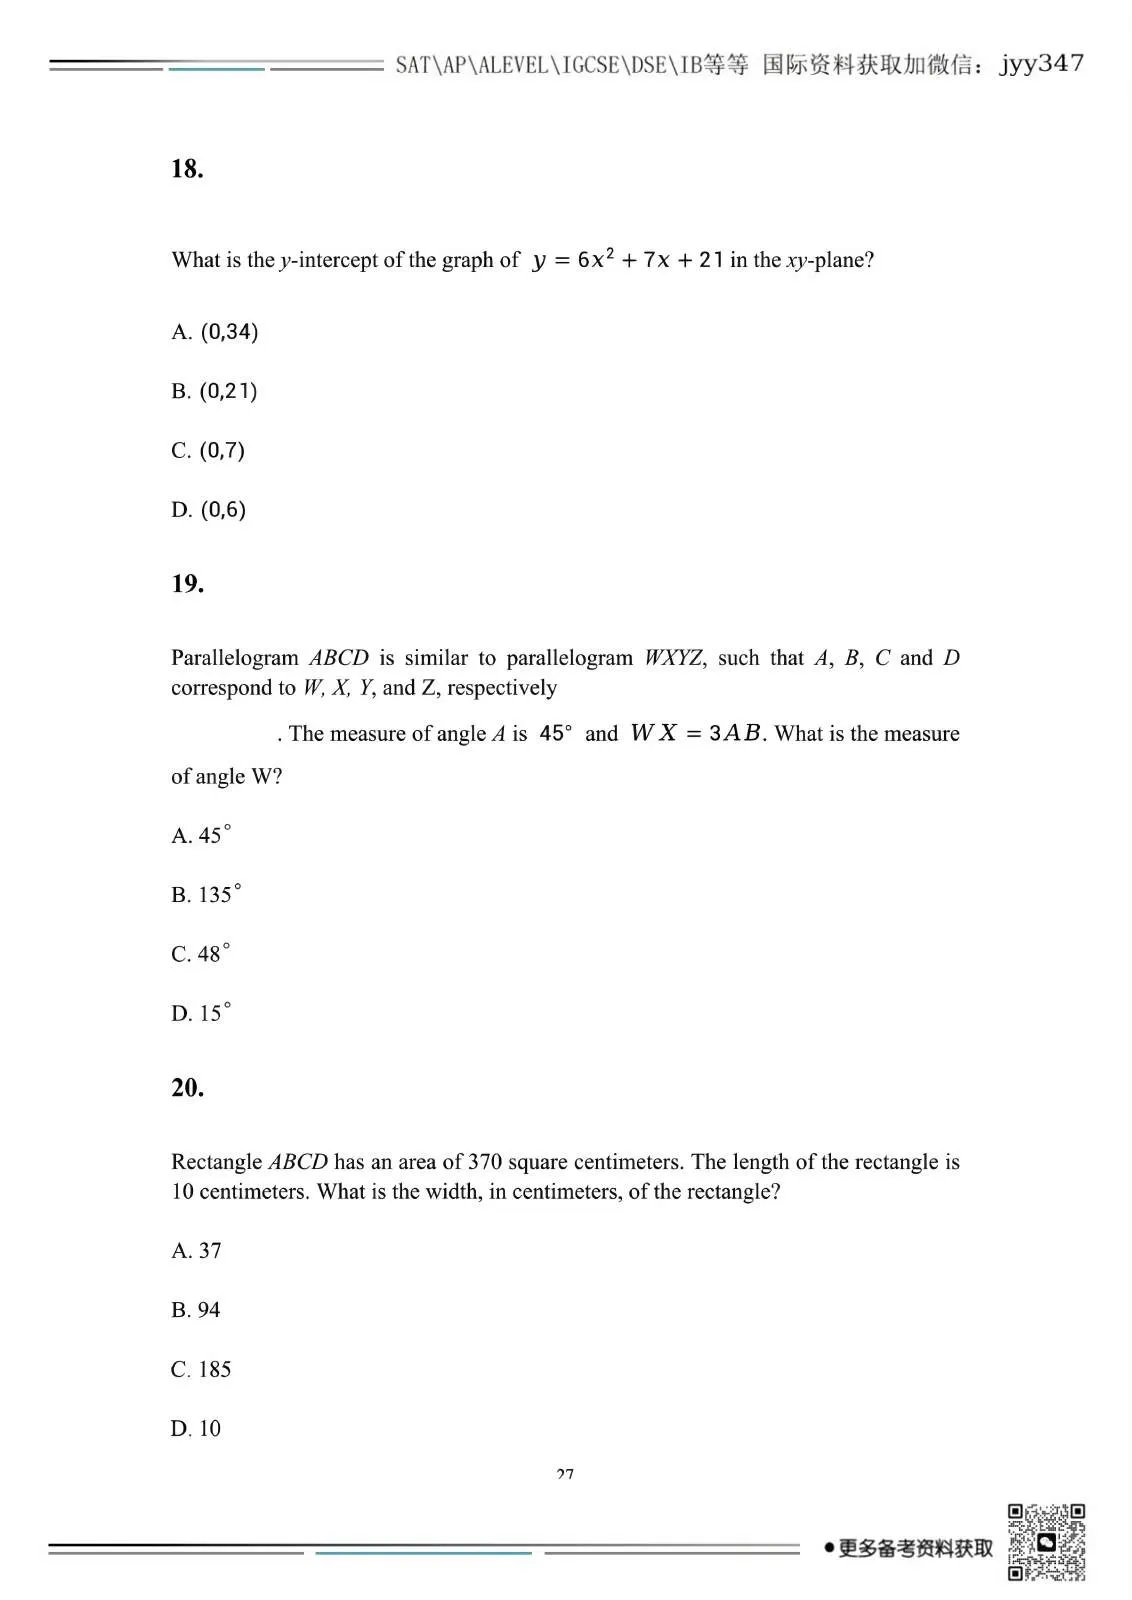 SAT\AP\ALEVEL\IGCSE\DSE\IB等等 国际资料获取加微信：jyy347
18.
What is the y-intercept of the graph of y = 6x² + 7x + 21 in the xy-plane?
A. (0,34)
B. (0,21)
C. (0,7)
D. (0,6)
19.
Parallelogram ABCD is similar to parallelogram WXYZ, such that A, B, C and D
correspond to W, X, Y, and Z, respectively
. The measure of angle A is 45° and WX = 3AB. What is the measure
of angle W?
A. 45°
B. 135°
C. 48°
D. 15°
20.
Rectangle ABCD has an area of 370 square centimeters. The length of the rectangle is
10 centimeters. What is the width, in centimeters, of the rectangle?
A. 37
B. 94
C. 185
D. 10
27
●更多备考资料获取